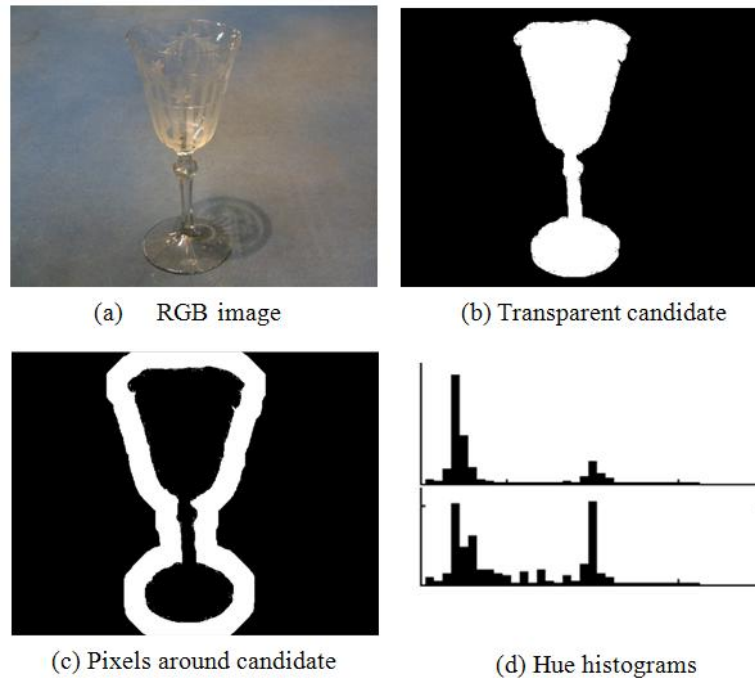 (a) RGB image
(b) Transparent candidate
(c) Pixels around candidate
(d) Hue histograms